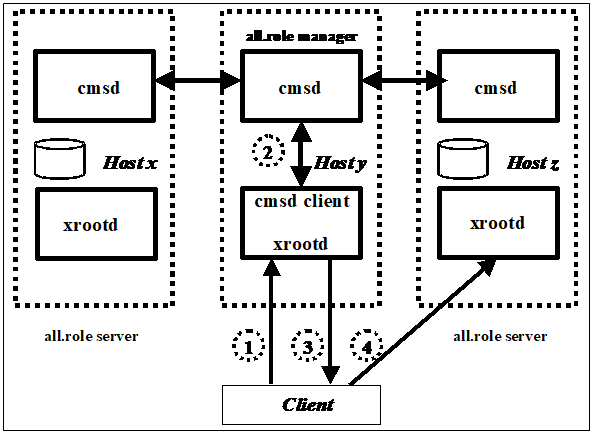 all.role manager
cmsd
cmsd
cmsd
2
Host x
Host y
Host z
cmsd client
xrootd
xrootd
xrootd
all.role server
1
3
4
all.role server
Client